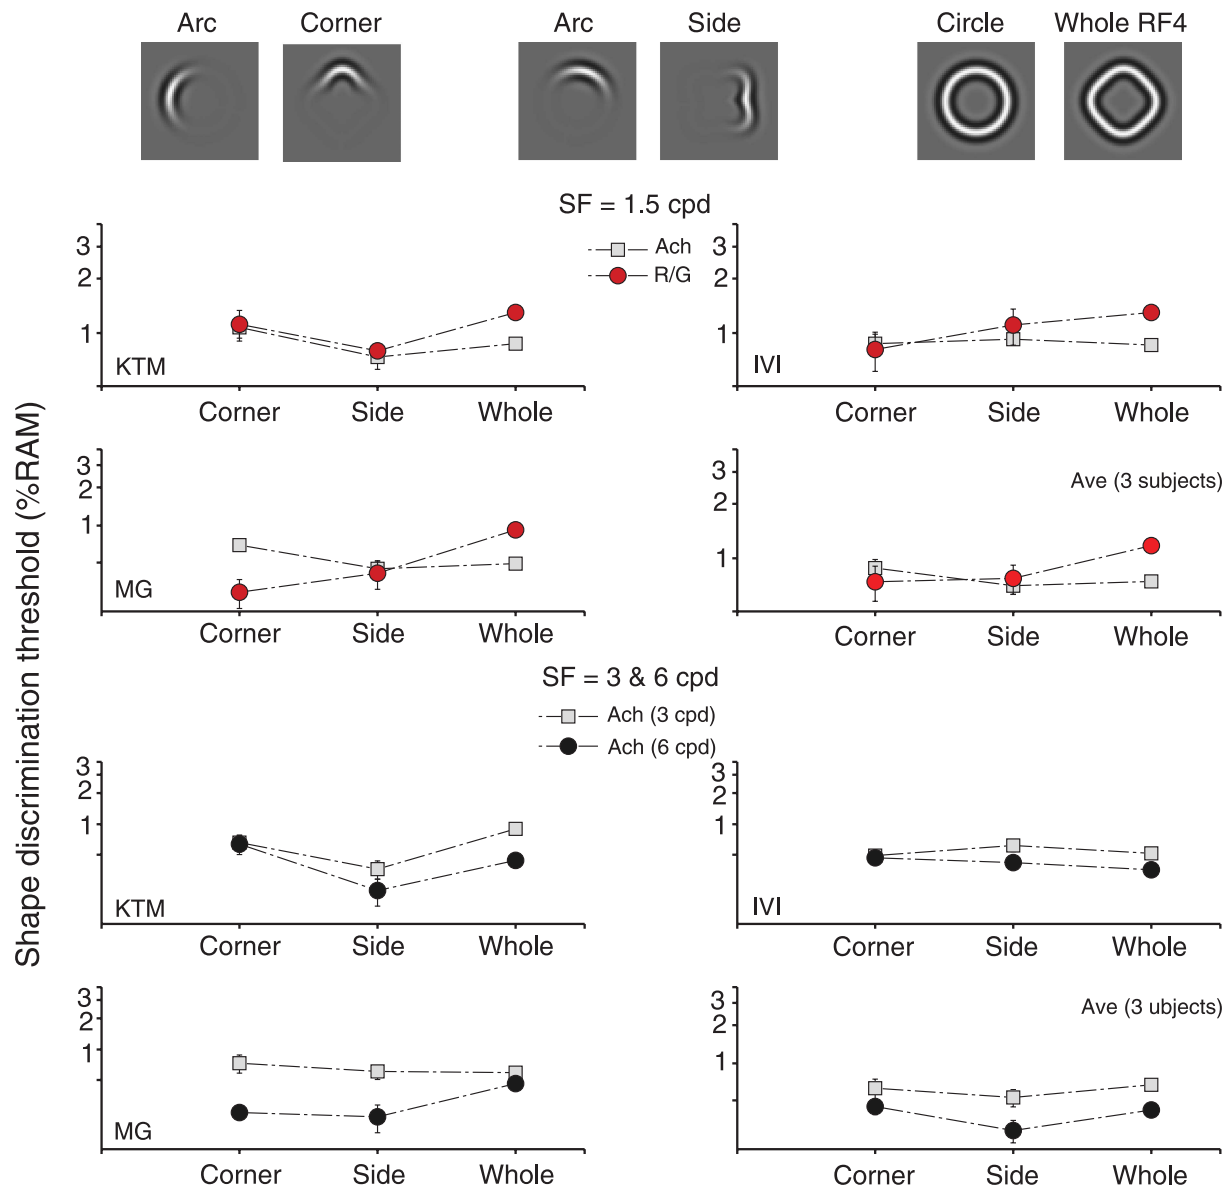 Arc Corner Arc Side Circle Whole RF4
SF = 1.5 cpd
Ach
R/G
3
2
1
KTM
Corner Side Whole
3
2
1
IVI
Corner Side Whole
Shape discrimination threshold (%RAM)
3
2
1
MG
Corner Side Whole
Ave (3 subjects)
3
2
1
Corner Side Whole
SF = 3 & 6 cpd
Ach (3 cpd)
Ach (6 cpd)
3
2
1
KTM
Corner Side Whole
3
2
1
IVI
Corner Side Whole
3
2
1
MG
Corner Side Whole
Ave (3 ubjects)
3
2
1
Corner Side Whole